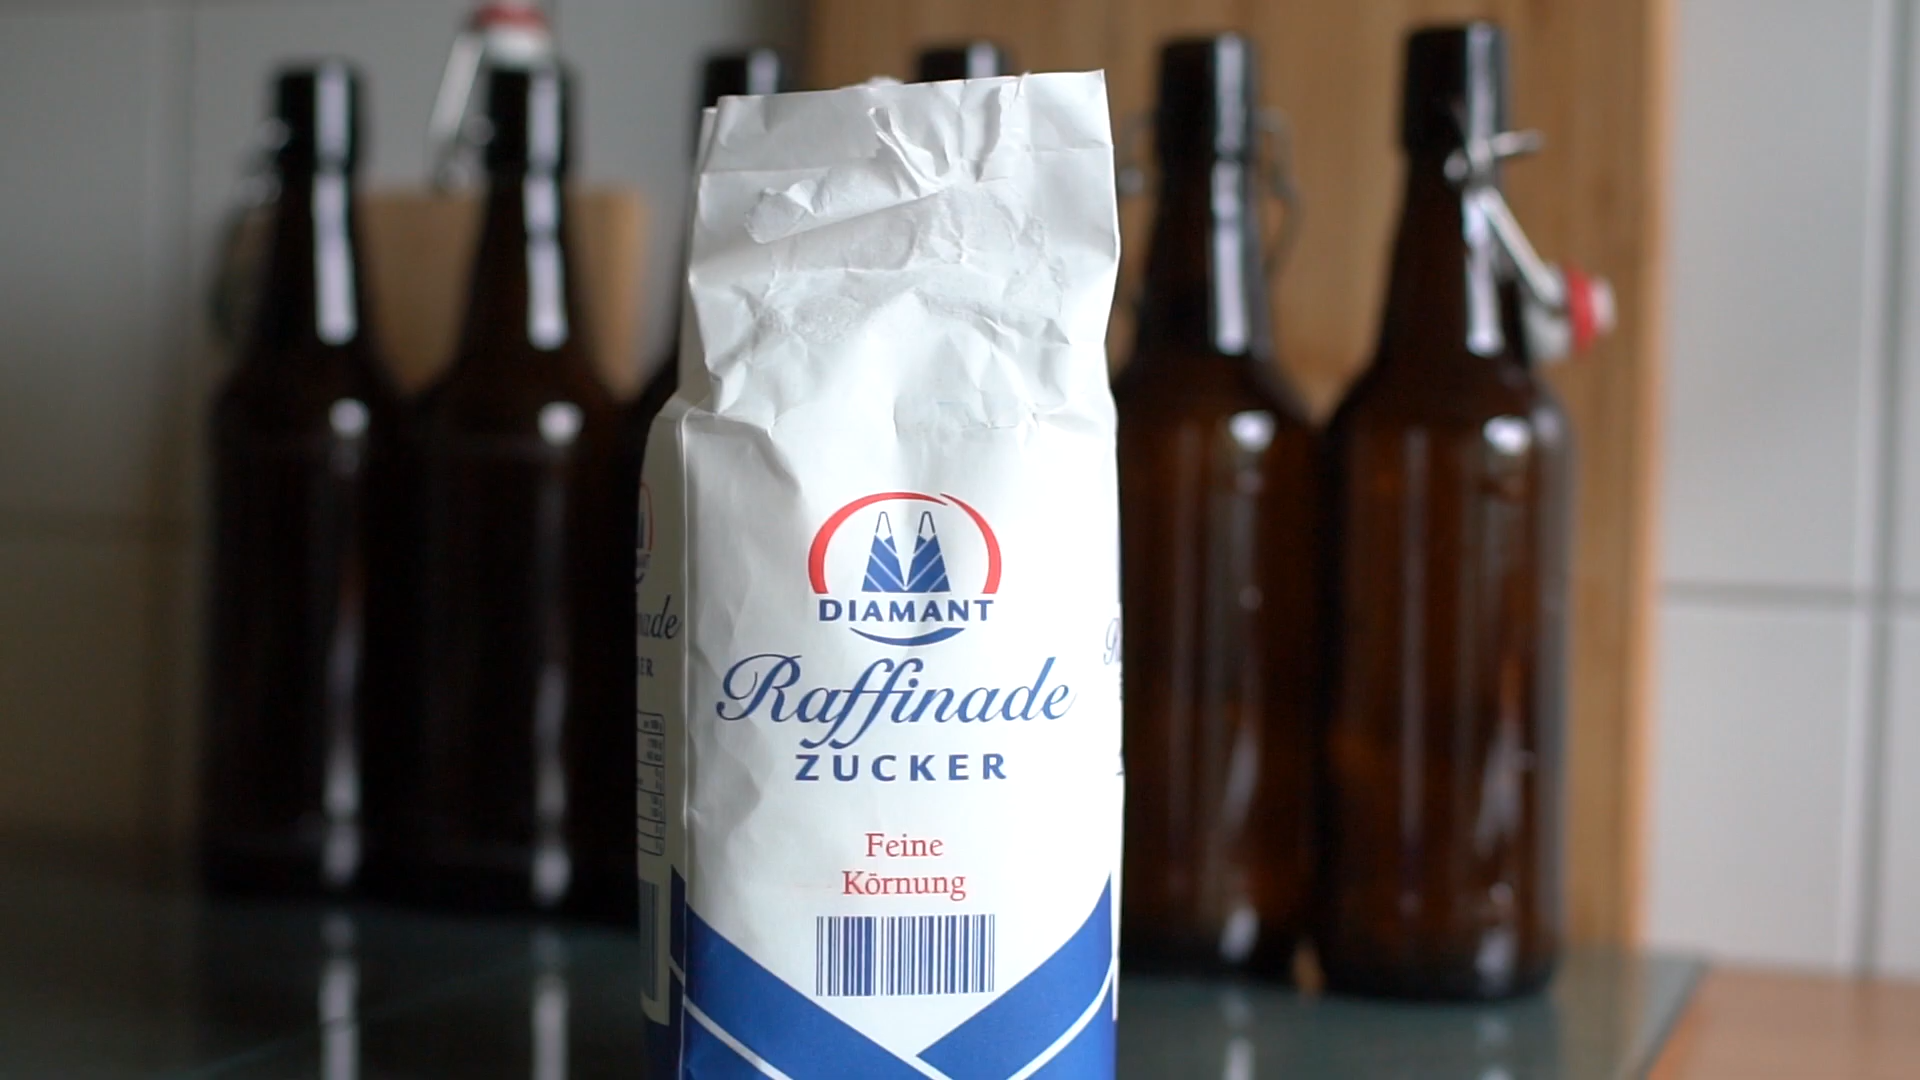 DIAMANT
Raffinade
ZUCKER
Feine
Körnung